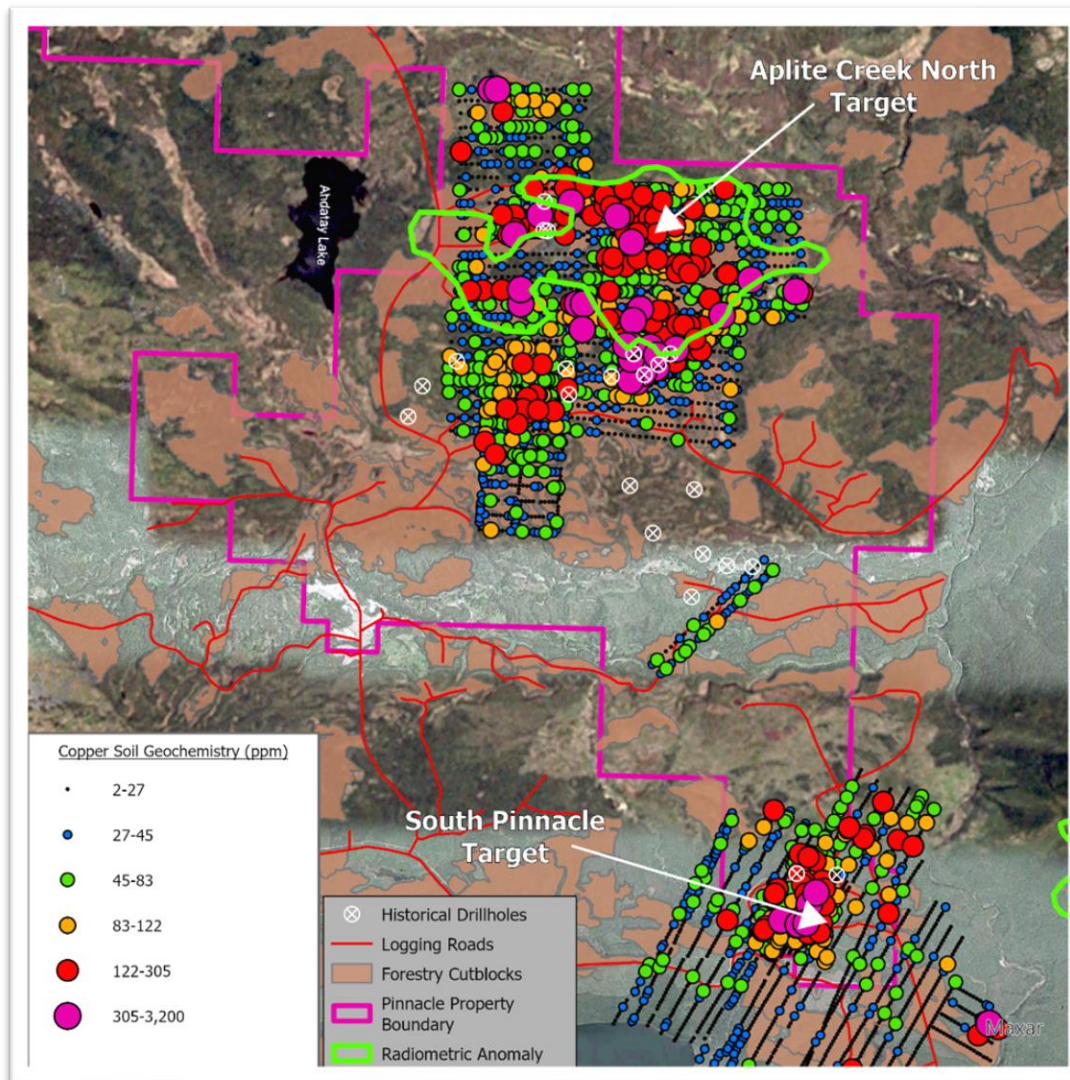 Aplite Creek North
Target
Ahdatay Lake
South Pinnacle
Target
Copper Soil Geochemistry (ppm)
2-27
27-45
45-83
83-122
122-305
305-3,200
Historical Drillholes
Logging Roads
Forestry Cutblocks
Pinnacle Property
Boundary
Radiometric Anomaly
Maxar